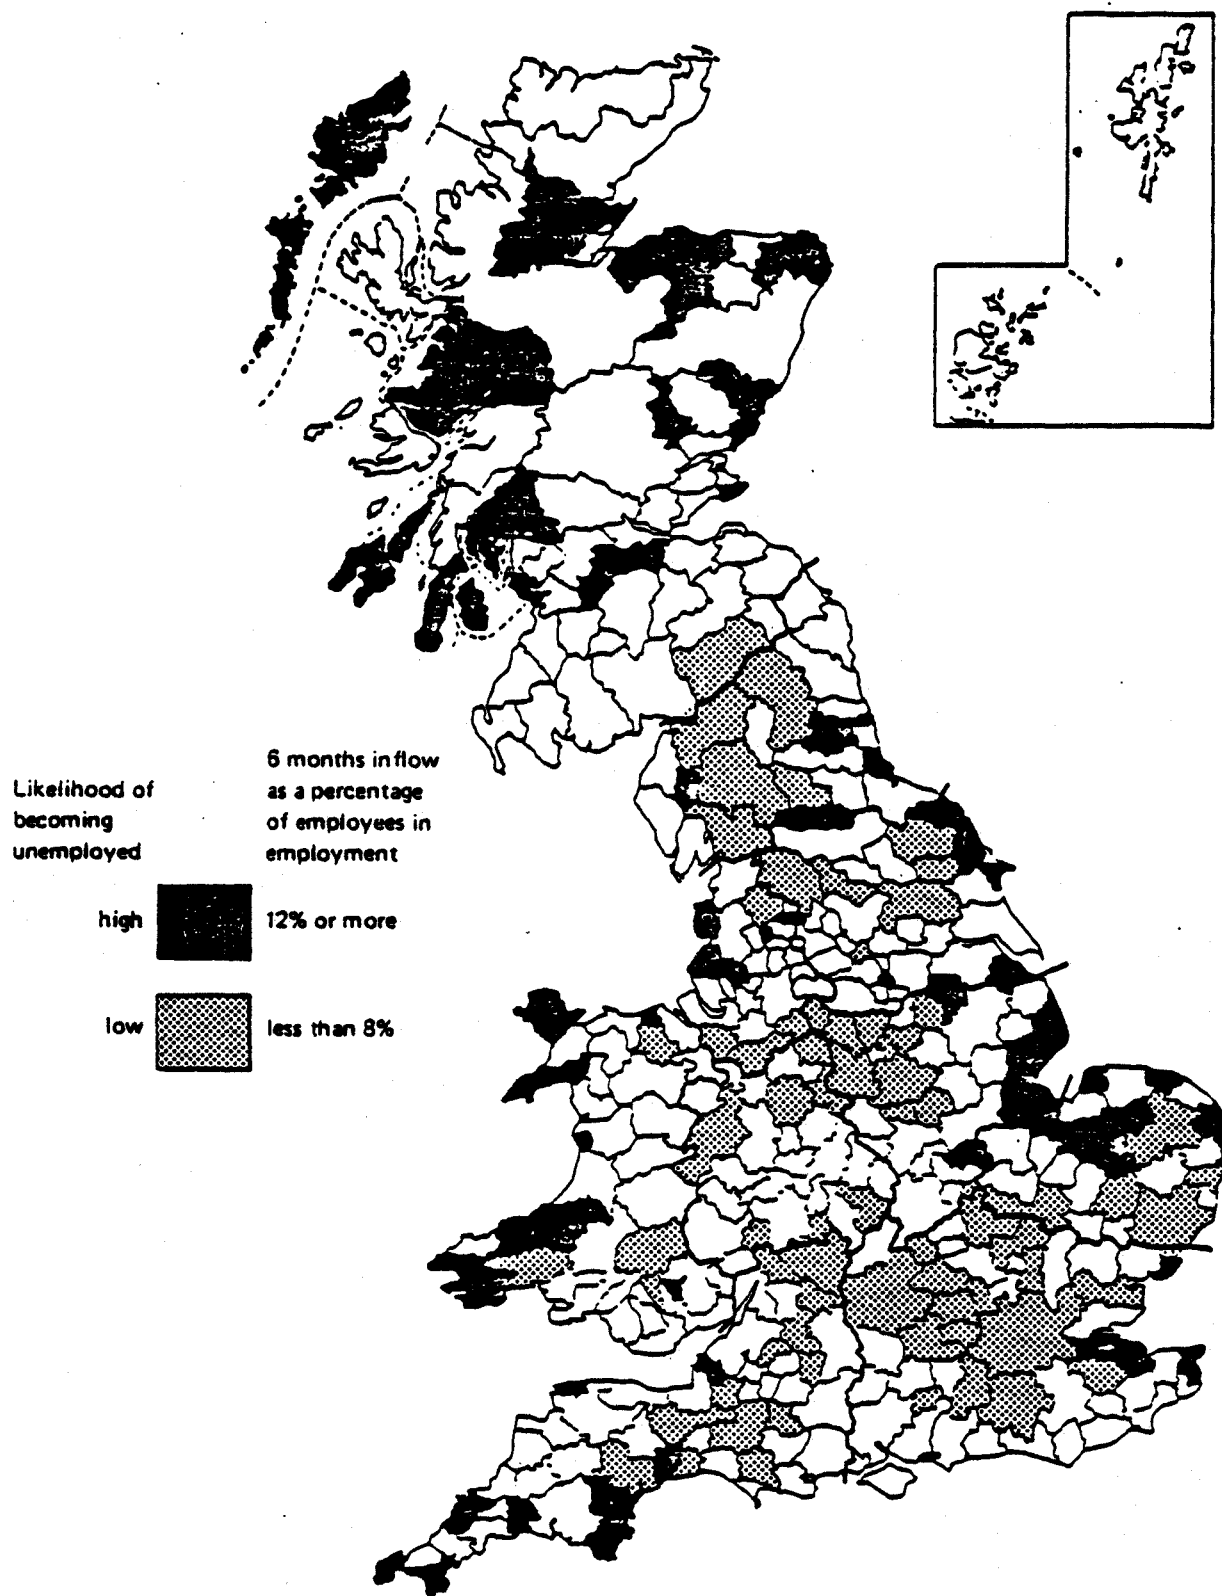 Likelihood of
becoming
unemployed
6 months inflow
as a percentage
of employees in
employment
high
12% or more
low
less than 8%